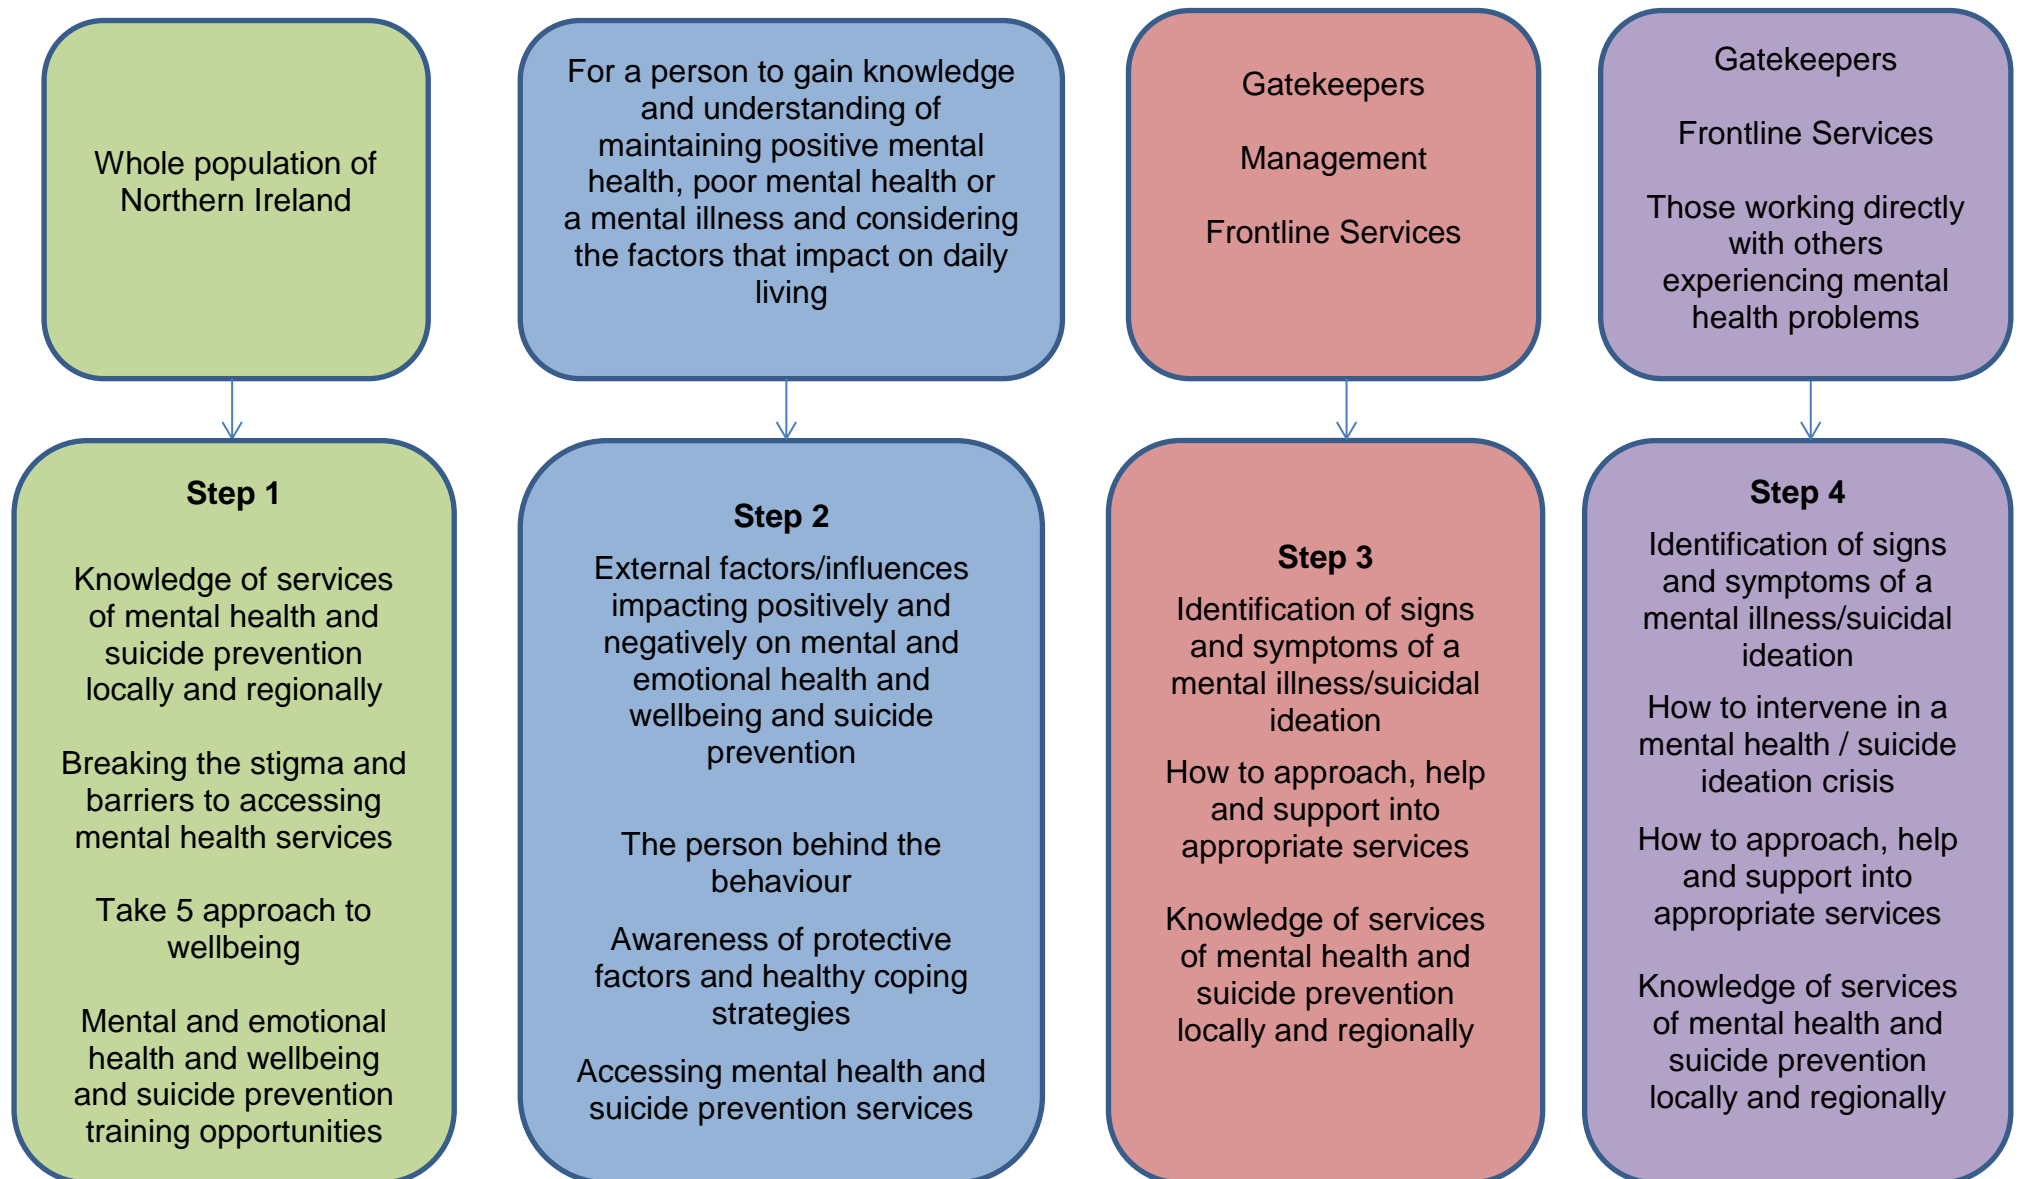 Whole population of
Northern Ireland
For a person to gain knowledge
and understanding of
maintaining positive mental
health, poor mental health or
a mental illness and considering
the factors that impact on daily
living
Gatekeepers
Management
Frontline Services
Gatekeepers
Frontline Services
Those working directly
with others
experiencing mental
health problems
Step 1
Knowledge of services
of mental health and
suicide prevention
locally and regionally
Breaking the stigma and
barriers to accessing
mental health services
Take 5 approach to
wellbeing
Mental and emotional
health and wellbeing
and suicide prevention
training opportunities
Step 2
External factors/influences
impacting positively and
negatively on mental and
emotional health and
wellbeing and suicide
prevention
The person behind the
behaviour
Awareness of protective
factors and healthy coping
strategies
Accessing mental health and
suicide prevention services
Step 3
Identification of signs
and symptoms of a
mental illness/suicidal
ideation
How to approach, help
and support into
appropriate services
Knowledge of services
of mental health and
suicide prevention
locally and regionally
Step 4
Identification of signs
and symptoms of a
mental illness/suicidal
ideation
How to intervene in a
mental health / suicide
ideation crisis
How to approach, help
and support into
appropriate services
Knowledge of services
of mental health and
suicide prevention
locally and regionally